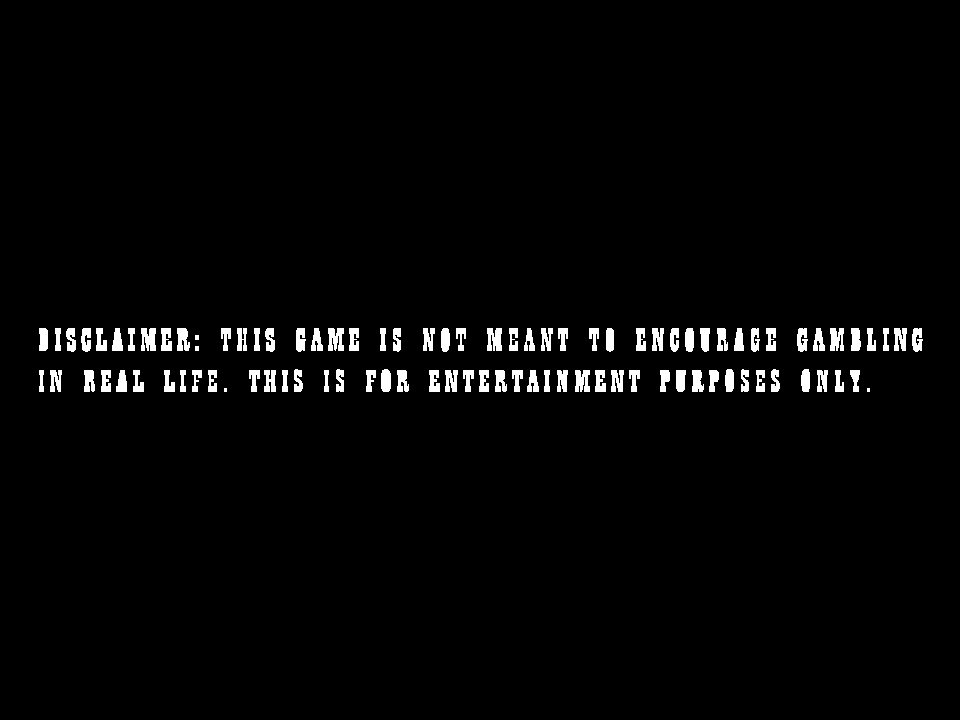 DISCLAIMER: THIS GAME IS NOT MEANT TO ENCOURAGE GAMBLING
IN REAL LIFE. THIS IS FOR ENTERTAINMENT PURPOSES ONLY.